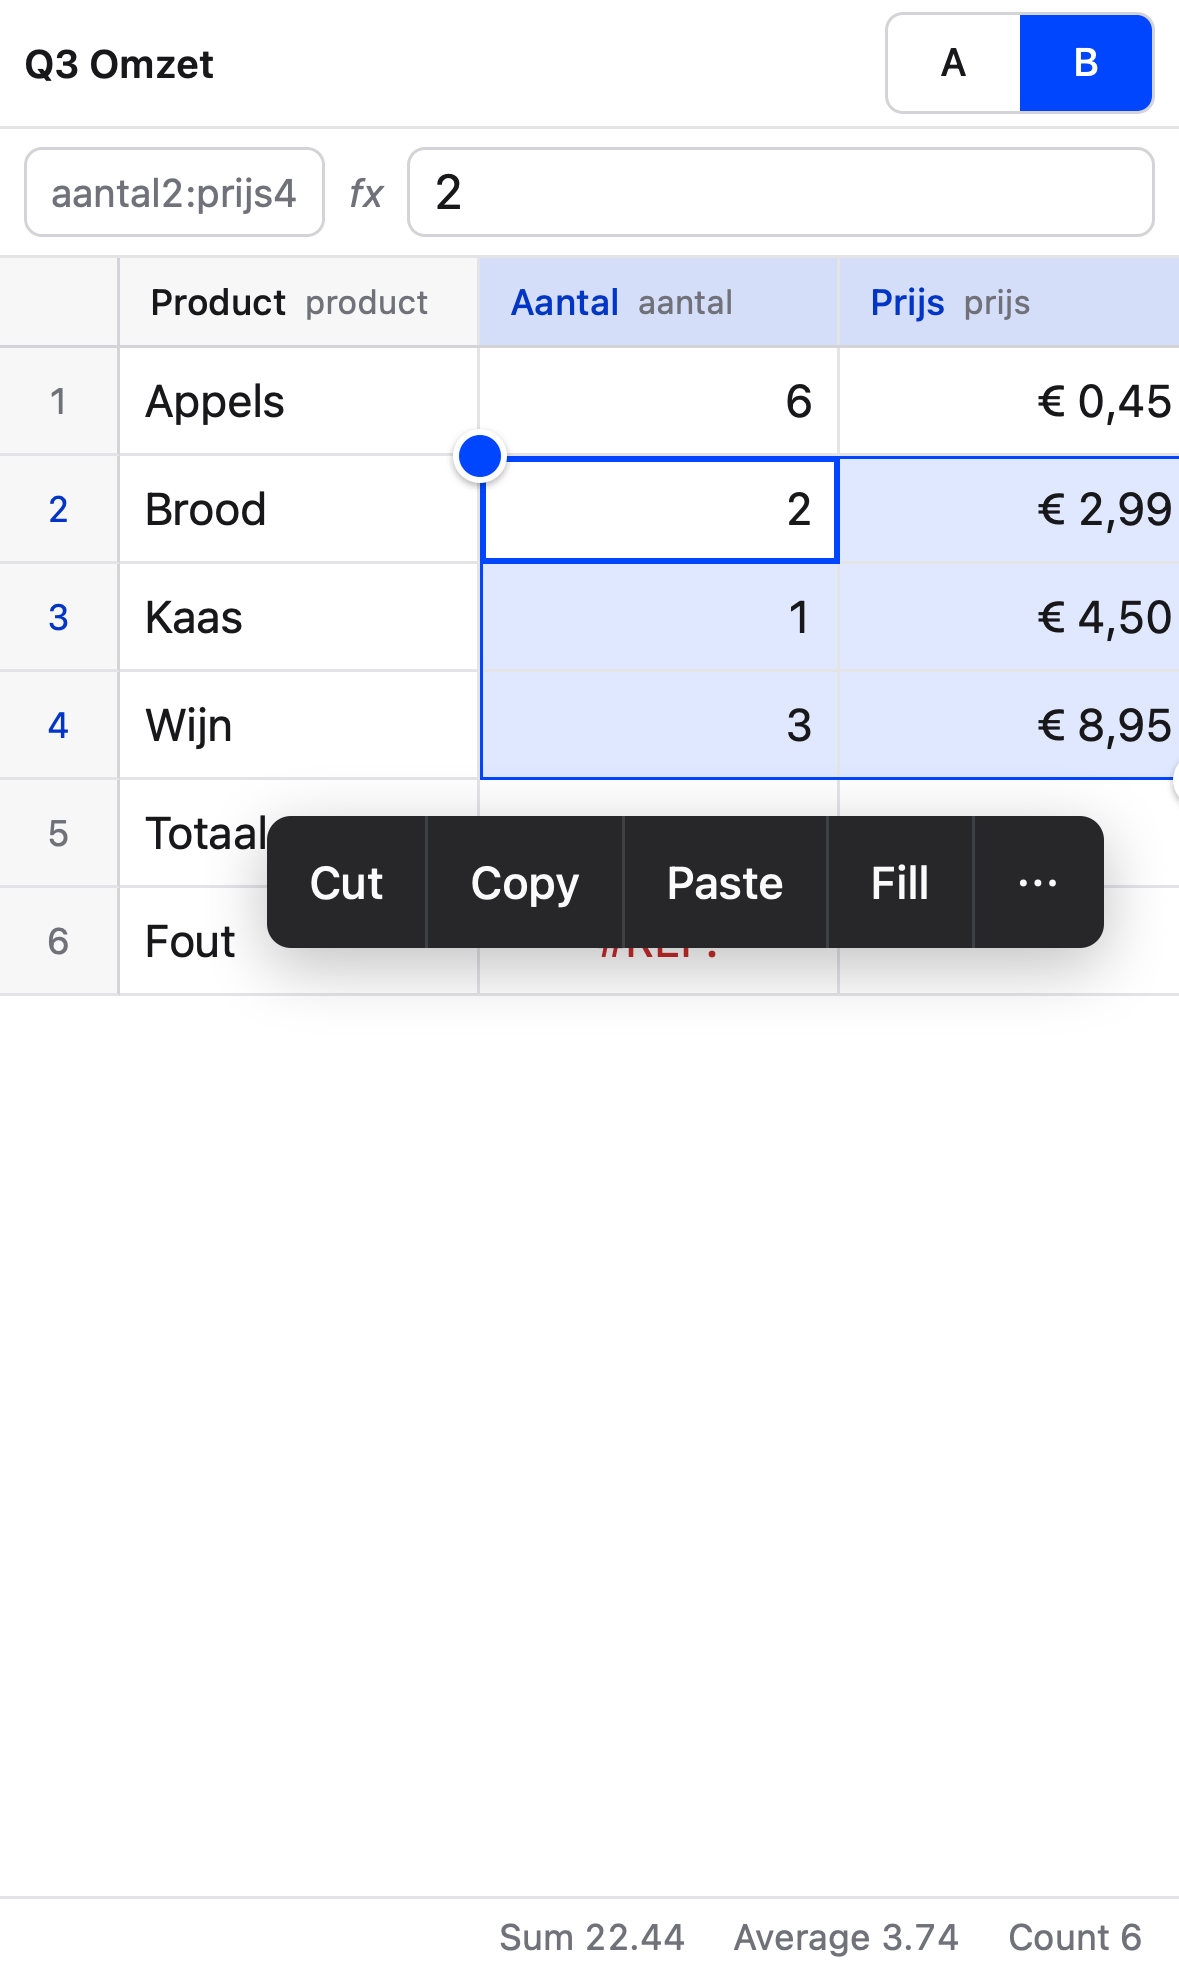 Q3 Omzet A B
aantal2:prijs4 fx 2
Product product Aantal aantal Prijs prijs
1 Appels 6 € 0,45
2 Brood 2 € 2,99
3 Kaas 1 € 4,50
4 Wijn 3 € 8,95
5 Totaal
Cut Copy Paste Fill ···
6 Fout
Sum 22.44 Average 3.74 Count 6